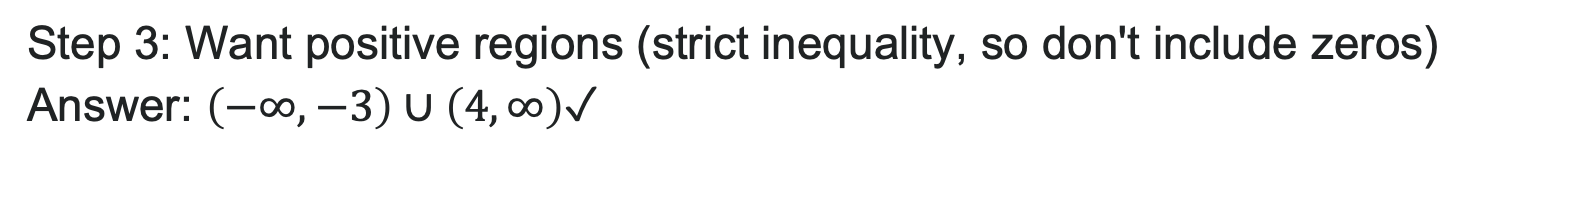 Step 3: Want positive regions (strict inequality, so don't include zeros)
Answer: (−∞, −3) ∪ (4, ∞)✓